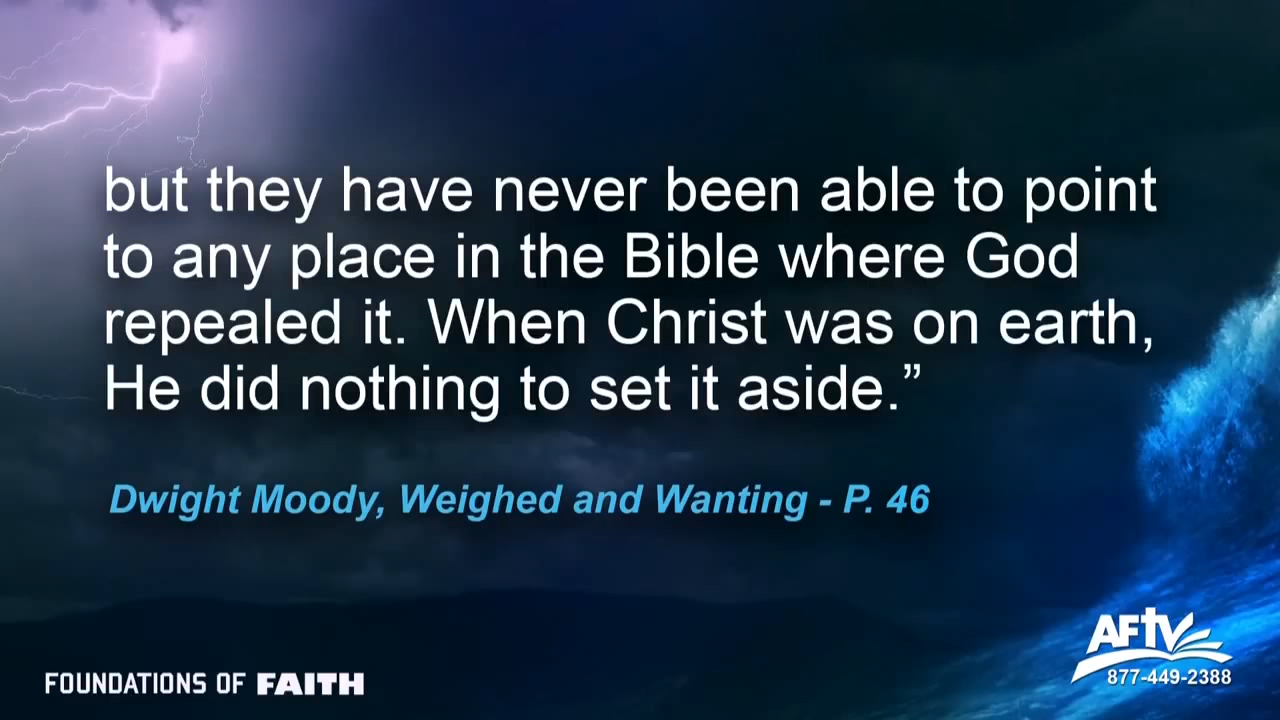 but they have never been able to point
to any place in the Bible where God
repealed it. When Christ was on earth,
He did nothing to set it aside.”
Dwight Moody, Weighed and Wanting - P. 46
FOUNDATIONS OF FAITH
AFTV
877-449-2388